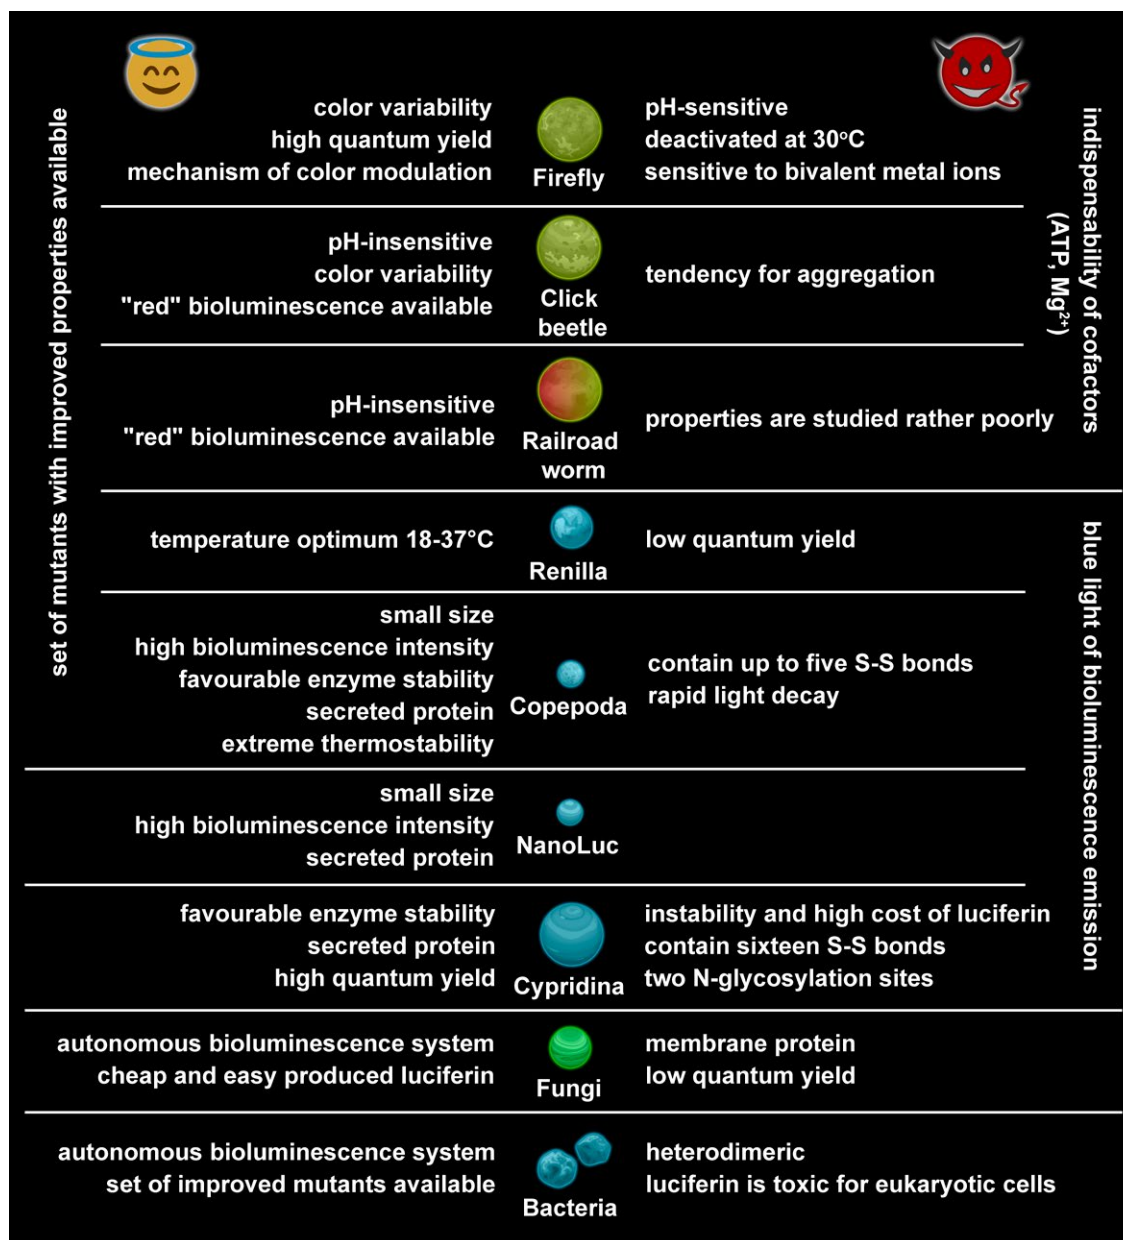 set of mutants with improved properties available
indispensability of cofactors
(ATP, Mg²⁺)
color variability
high quantum yield
mechanism of color modulation
Firefly
pH-sensitive
deactivated at 30°C
sensitive to bivalent metal ions
pH-insensitive
color variability
"red" bioluminescence available
Click
beetle
tendency for aggregation
pH-insensitive
"red" bioluminescence available
Railroad
worm
properties are studied rather poorly
blue light of bioluminescence emission
temperature optimum 18-37°C
Renilla
low quantum yield
small size
high bioluminescence intensity
favourable enzyme stability
secreted protein
extreme thermostability
Copepoda
contain up to five S-S bonds
rapid light decay
small size
high bioluminescence intensity
secreted protein
NanoLuc
favourable enzyme stability
secreted protein
high quantum yield
Cypridina
instability and high cost of luciferin
contain sixteen S-S bonds
two N-glycosylation sites
autonomous bioluminescence system
cheap and easy produced luciferin
Fungi
membrane protein
low quantum yield
autonomous bioluminescence system
set of improved mutants available
Bacteria
heterodimeric
luciferin is toxic for eukaryotic cells